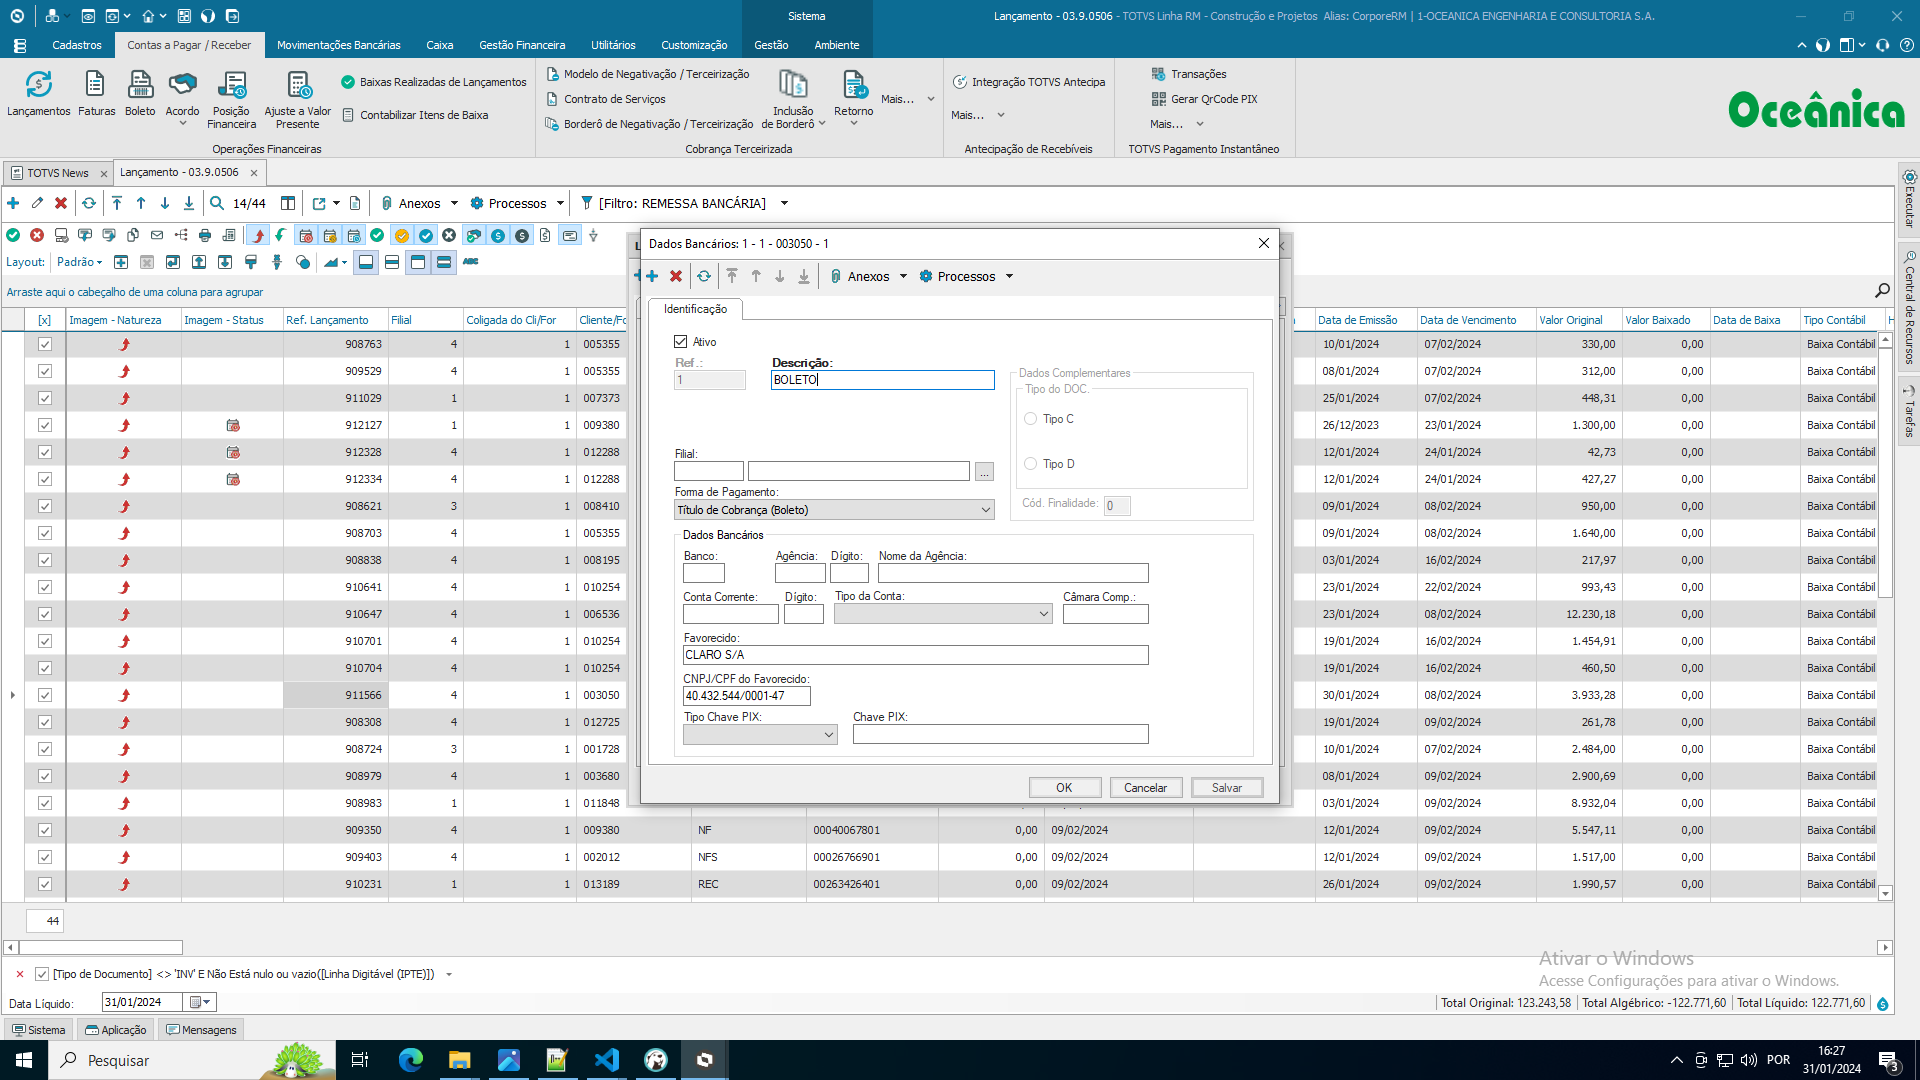 Sistema
Lançamento - 03.9.0506 - TOTVS Linha RM - Construção e Projetos  Alias: CorporeRM | 1-OCEANICA ENGENHARIA E CONSULTORIA S.A.
Cadastros
Contas a Pagar / Receber
Movimentações Bancárias
Caixa
Gestão Financeira
Utilitários
Customização
Gestão
Ambiente
Lançamentos
Faturas
Boleto
Acordo
Posição Financeira
Ajuste a Valor Presente
Baixas Realizadas de Lançamentos
Contabilizar Itens de Baixa
Operações Financeiras
Modelo de Negativação / Terceirização
Contrato de Serviços
Borderô de Negativação / Terceirização
Inclusão de Borderô
Retorno
Mais...
Cobrança Terceirizada
Integração TOTVS Antecipa
Mais...
Antecipação de Recebíveis
Transações
Gerar QrCode PIX
Mais...
TOTVS Pagamento Instantâneo
Oceânica
TOTVS News
Lançamento - 03.9.0506
14/44
Anexos
Processos
[Filtro: REMESSA BANCÁRIA]
Layout: Padrão
Arraste aqui o cabeçalho de uma coluna para agrupar
[x] Imagem - Natureza Imagem - Status Ref. Lançamento Filial Coligada do Cli/For Cliente/Fo Data de Emissão Data de Vencimento Valor Original Valor Baixado Data de Baixa Tipo Contábil
908763 4 1 005355 10/01/2024 07/02/2024 330,00 0,00 Baixa Contábil
909529 4 1 005355 08/01/2024 07/02/2024 312,00 0,00 Baixa Contábil
911029 1 1 007373 25/01/2024 07/02/2024 448,31 0,00 Baixa Contábil
912127 1 1 009380 26/12/2023 23/01/2024 1.300,00 0,00 Baixa Contábil
912328 4 1 012288 12/01/2024 24/01/2024 42,73 0,00 Baixa Contábil
912334 4 1 012288 12/01/2024 24/01/2024 427,27 0,00 Baixa Contábil
908621 3 1 008410 09/01/2024 08/02/2024 950,00 0,00 Baixa Contábil
908703 4 1 005355 09/01/2024 08/02/2024 1.640,00 0,00 Baixa Contábil
908838 4 1 008195 03/01/2024 16/02/2024 217,97 0,00 Baixa Contábil
910641 4 1 010254 23/01/2024 22/02/2024 993,43 0,00 Baixa Contábil
910647 4 1 006536 23/01/2024 08/02/2024 12.230,18 0,00 Baixa Contábil
910701 4 1 010254 19/01/2024 16/02/2024 1.454,91 0,00 Baixa Contábil
910704 4 1 010254 19/01/2024 16/02/2024 460,50 0,00 Baixa Contábil
911566 4 1 003050 30/01/2024 08/02/2024 3.933,28 0,00 Baixa Contábil
908308 4 1 012725 19/01/2024 09/02/2024 261,78 0,00 Baixa Contábil
908724 3 1 001728 10/01/2024 07/02/2024 2.484,00 0,00 Baixa Contábil
908979 4 1 003680 08/01/2024 09/02/2024 2.900,69 0,00 Baixa Contábil
908983 1 1 011848 03/01/2024 09/02/2024 8.932,04 0,00 Baixa Contábil
909350 4 1 009380 NF 00040067801 0,00 09/02/2024 12/01/2024 09/02/2024 5.547,11 0,00 Baixa Contábil
909403 4 1 002012 NFS 00026766901 0,00 09/02/2024 12/01/2024 09/02/2024 1.517,00 0,00 Baixa Contábil
910231 1 1 013189 REC 00263426401 0,00 09/02/2024 26/01/2024 09/02/2024 1.990,57 0,00 Baixa Contábil
44
Dados Bancários: 1 - 1 - 003050 - 1
Anexos
Processos
Identificação
Ativo
Ref.: Descrição:
1 BOLETO
Dados Complementares
Tipo do DOC.
Tipo C
Tipo D
Cód. Finalidade: 0
Filial:
...
Forma de Pagamento:
Título de Cobrança (Boleto)
Dados Bancários
Banco: Agência: Dígito: Nome da Agência:
Conta Corrente: Dígito: Tipo da Conta: Câmara Comp.:
Favorecido:
CLARO S/A
CNPJ/CPF do Favorecido:
40.432.544/0001-47
Tipo Chave PIX: Chave PIX:
OK Cancelar Salvar
Executar
Central de Recursos
Tarefas
[Tipo de Documento] <> 'INV' E Não Está nulo ou vazio([Linha Digitável (IPTE)])
Data Líquido: 31/01/2024
Ativar o Windows
Acesse Configurações para ativar o Windows.
Total Original: 123.243,58 Total Algébrico: -122.771,60 Total Líquido: 122.771,60
Sistema Aplicação Mensagens
Pesquisar
POR
16:27
31/01/2024
3